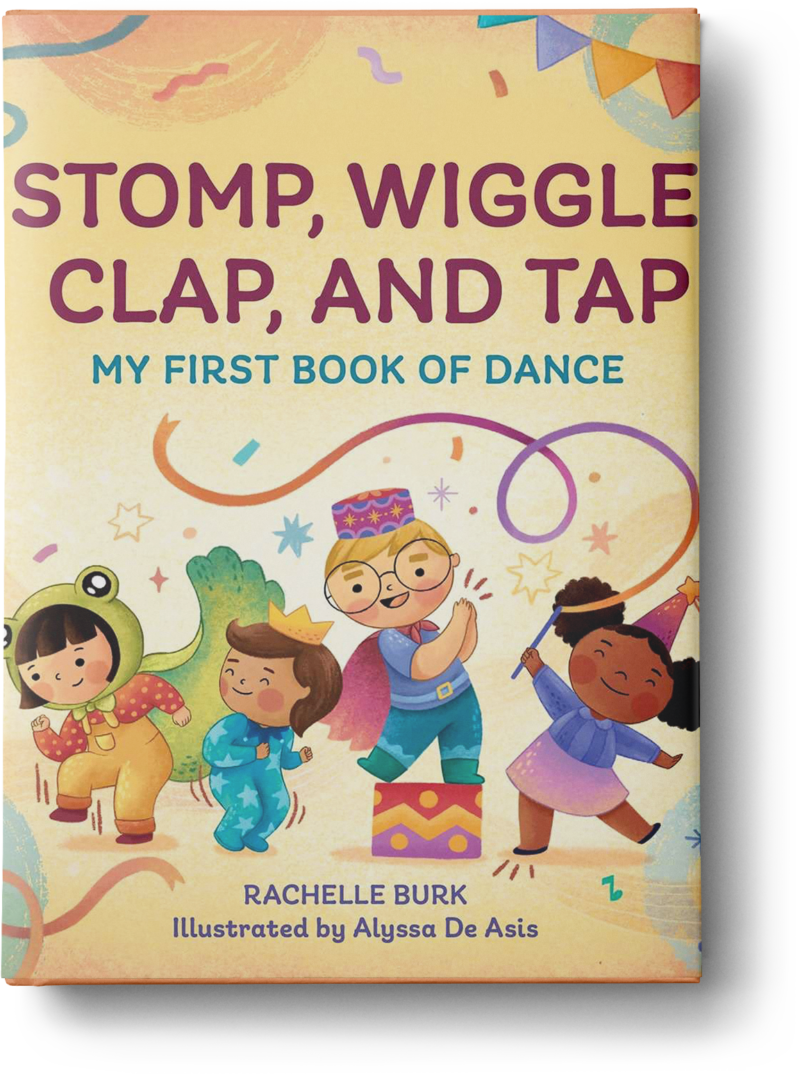 STOMP, WIGGLE
CLAP, AND TAP
MY FIRST BOOK OF DANCE
RACHELLE BURK
Illustrated by Alyssa De Asis